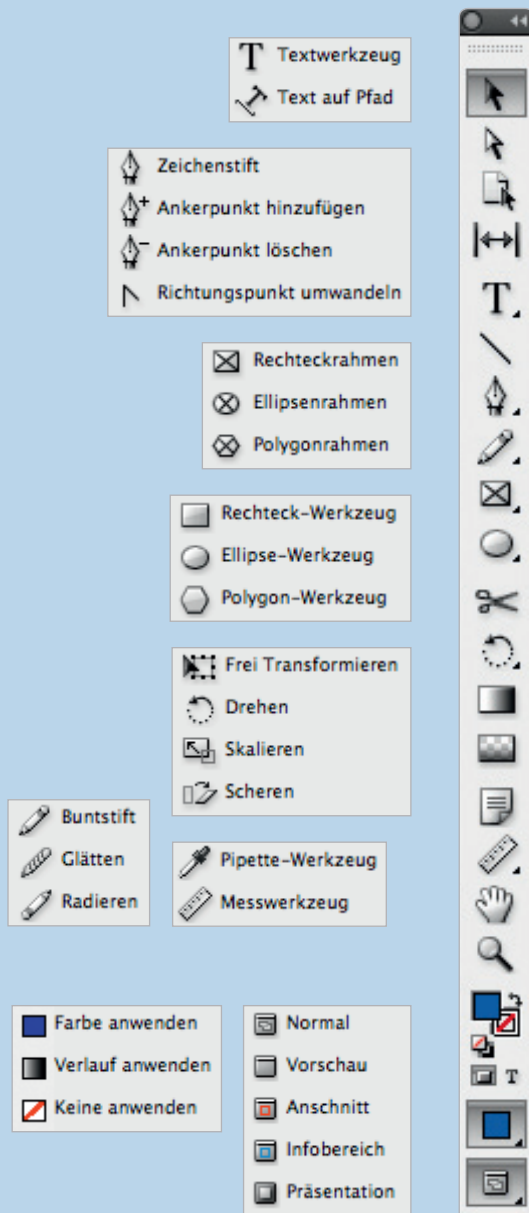 Textwerkzeug
Text auf Pfad
Zeichenstift
Ankerpunkt hinzufügen
Ankerpunkt löschen
Richtungspunkt umwandeln
Rechteckrahmen
Ellipsenrahmen
Polygonrahmen
Rechteck-Werkzeug
Ellipse-Werkzeug
Polygon-Werkzeug
Frei Transformieren
Drehen
Skalieren
Scheren
Buntstift
Glätten
Radieren
Pipette-Werkzeug
Messwerkzeug
Farbe anwenden
Verlauf anwenden
Keine anwenden
Normal
Vorschau
Anschnitt
Infobereich
Präsentation